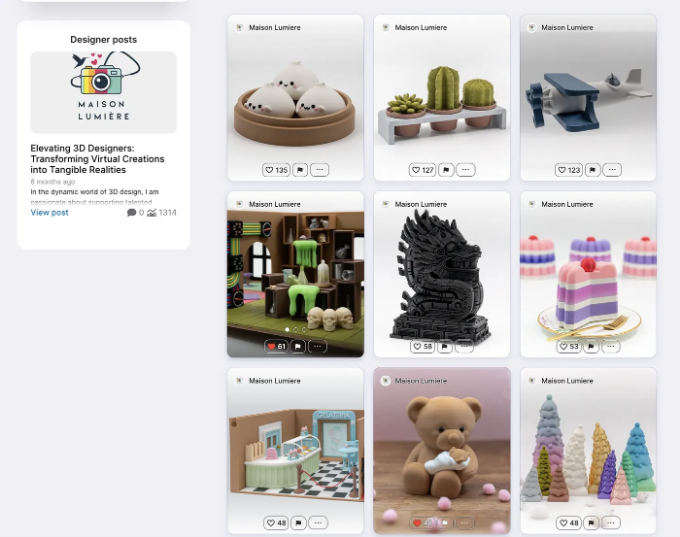 Designer posts
MAISON
LUMIÈRE
Elevating 3D Designers:
Transforming Virtual Creations
into Tangible Realities
6 months ago
In the dynamic world of 3D design, I am
passionate about supporting talented
View post 0 1314
Maison Lumiere
135
Maison Lumiere
127
Maison Lumiere
123
Maison Lumiere
61
Maison Lumiere
58
Maison Lumiere
53
Maison Lumiere
48
Maison Lumiere
Maison Lumiere
48